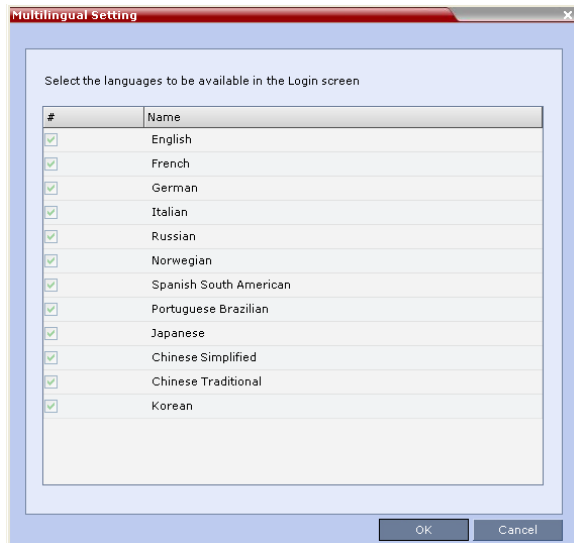 Multilingual Setting
Select the languages to be available in the Login screen
# Name
English
French
German
Italian
Russian
Norwegian
Spanish South American
Portuguese Brazilian
Japanese
Chinese Simplified
Chinese Traditional
Korean
OK Cancel